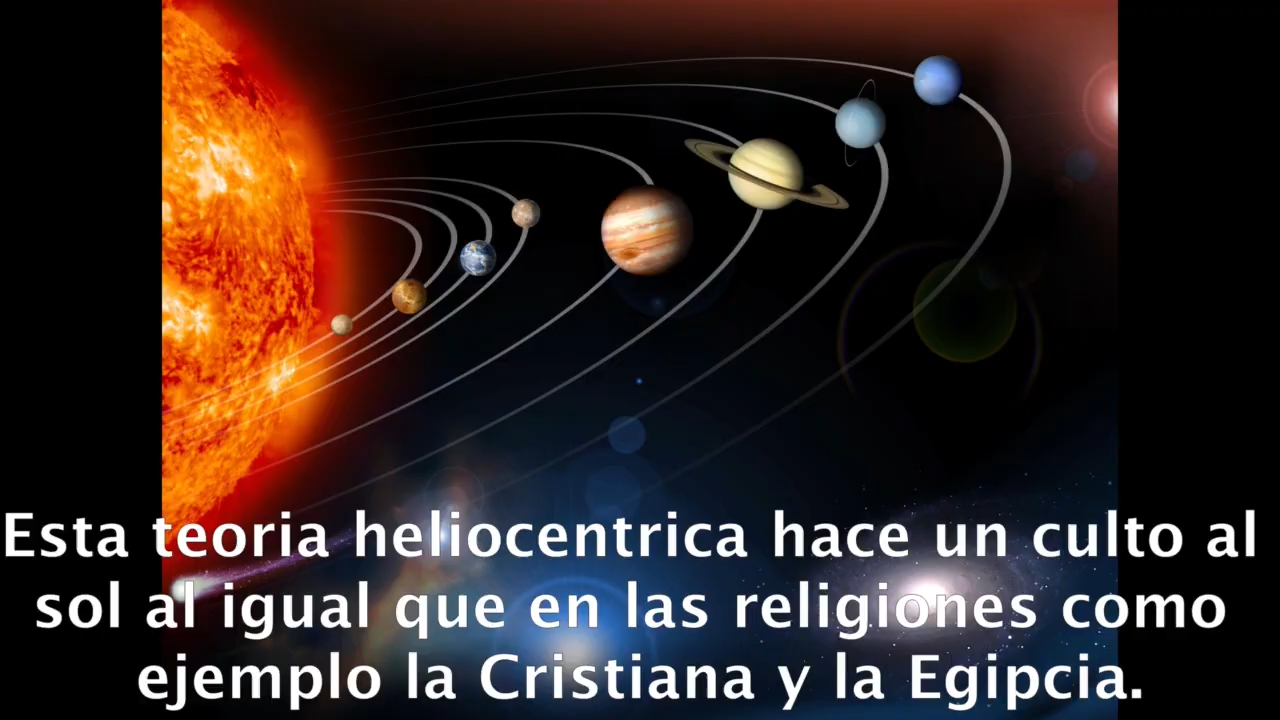 Esta teoria heliocentrica hace un culto al
sol al igual que en las religiones como
ejemplo la Cristiana y la Egipcia.